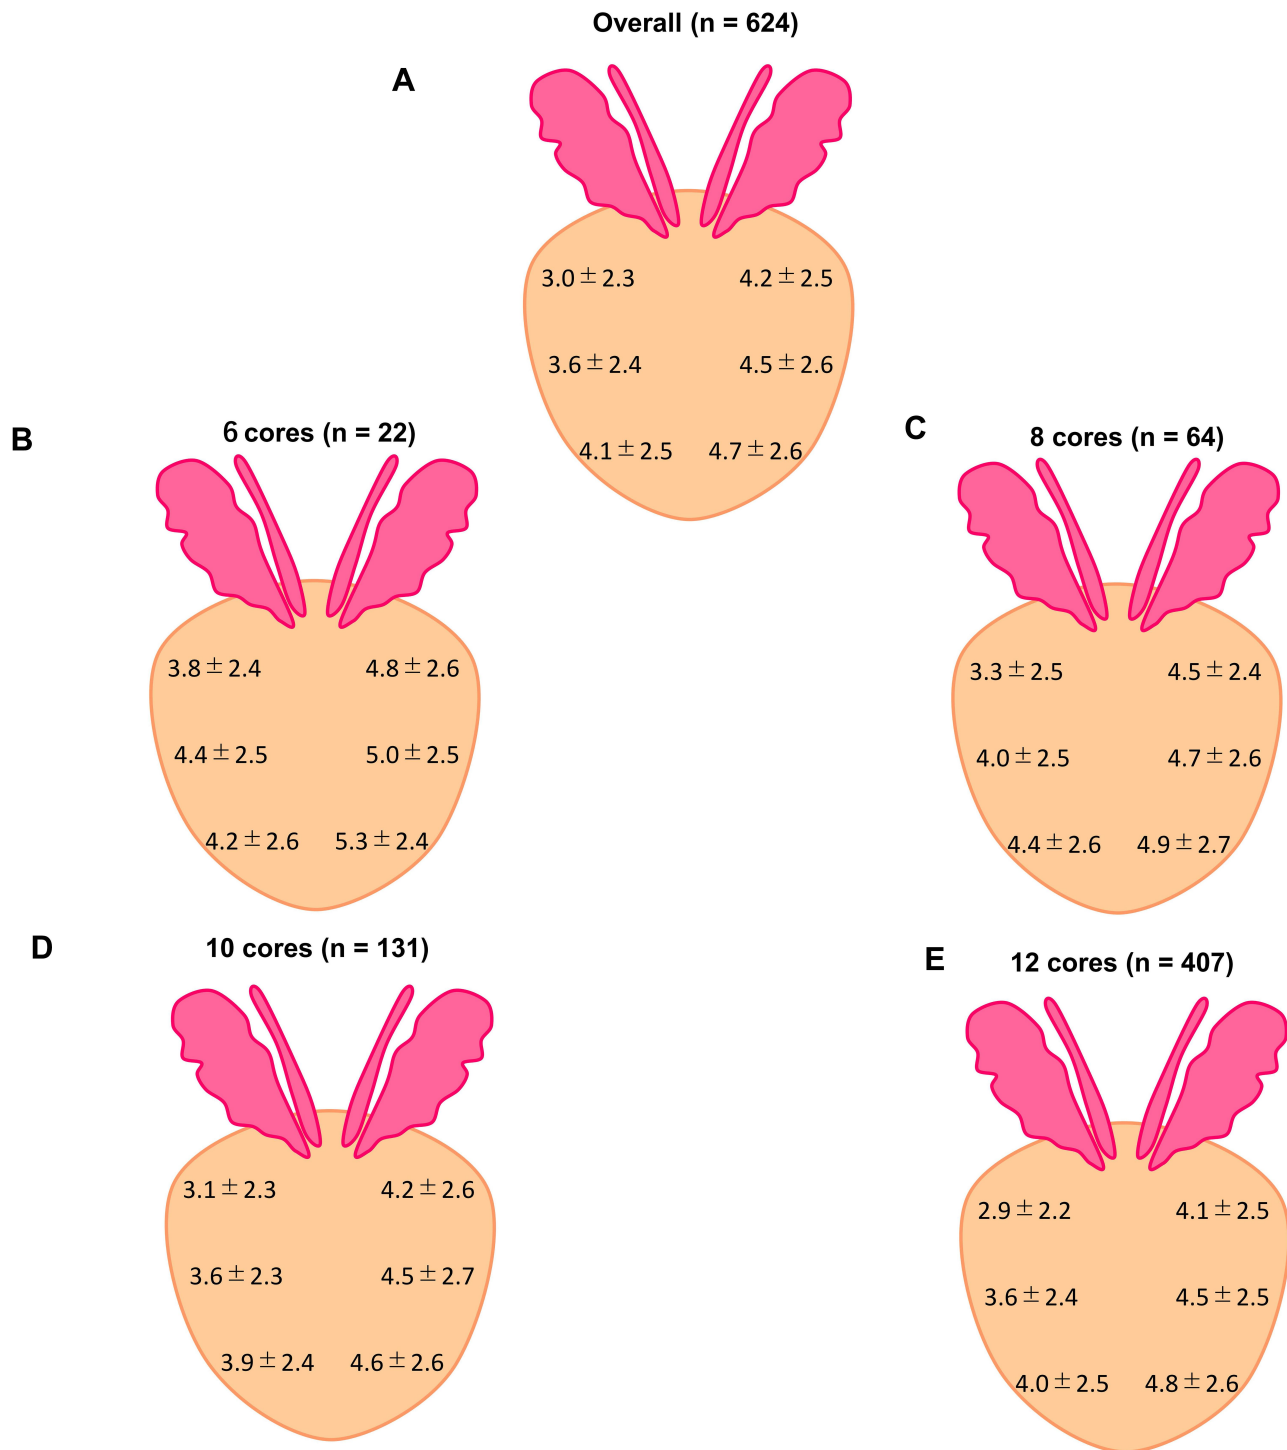 Overall (n = 624)
A
3.0 ± 2.3 4.2 ± 2.5
3.6 ± 2.4 4.5 ± 2.6
4.1 ± 2.5 4.7 ± 2.6
B
6 cores (n = 22)
3.8 ± 2.4 4.8 ± 2.6
4.4 ± 2.5 5.0 ± 2.5
4.2 ± 2.6 5.3 ± 2.4
C
8 cores (n = 64)
3.3 ± 2.5 4.5 ± 2.4
4.0 ± 2.5 4.7 ± 2.6
4.4 ± 2.6 4.9 ± 2.7
D
10 cores (n = 131)
3.1 ± 2.3 4.2 ± 2.6
3.6 ± 2.3 4.5 ± 2.7
3.9 ± 2.4 4.6 ± 2.6
E
12 cores (n = 407)
2.9 ± 2.2 4.1 ± 2.5
3.6 ± 2.4 4.5 ± 2.5
4.0 ± 2.5 4.8 ± 2.6